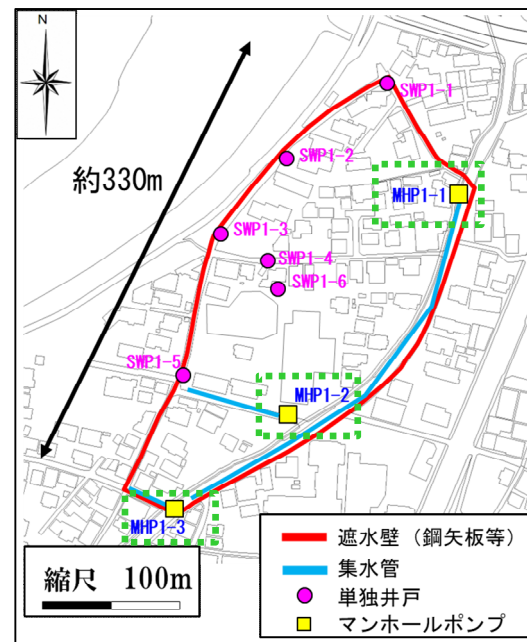 N
SWP1-1
約330m
SWP1-2
MHP1-1
SWP1-3
SWP1-4
SWP1-6
SWP1-5
MHP1-2
MHP1-3
縮尺 100m
遮水壁（鋼矢板等）
集水管
単独井戸
マンホールポンプ